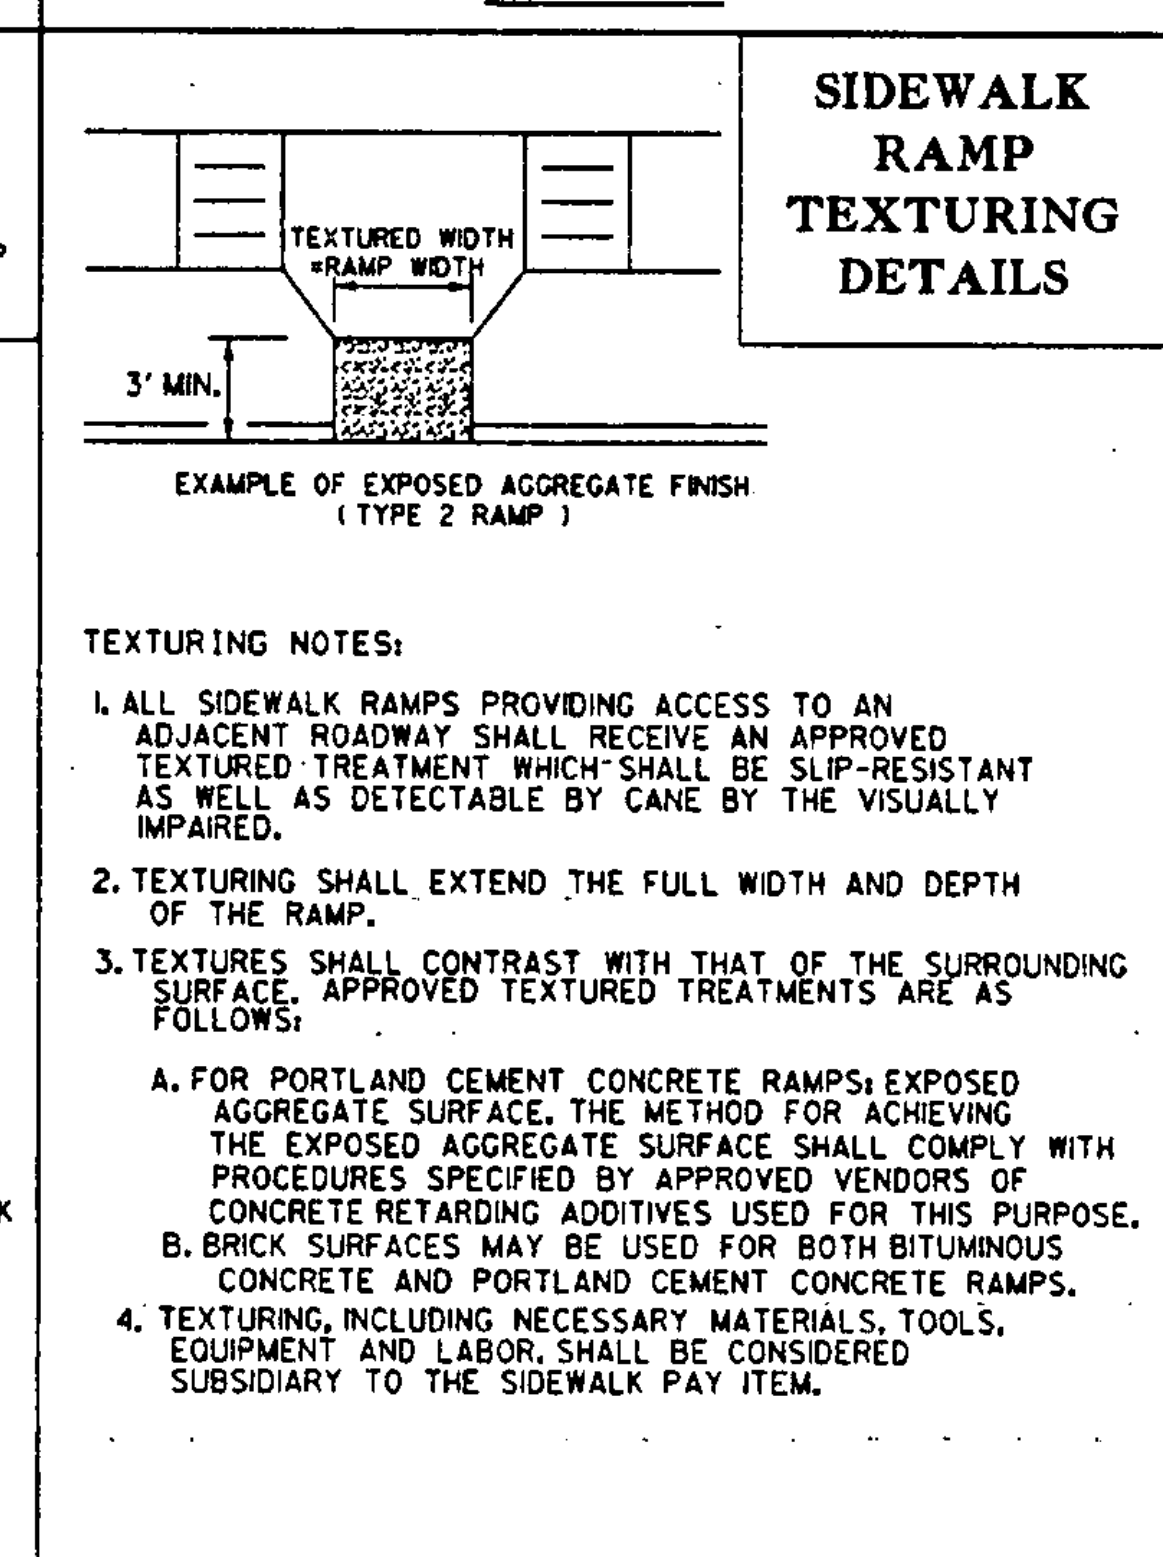 SIDEWALK
RAMP
TEXTURING
DETAILS
TEXTURED WIDTH
=RAMP WIDTH
3' MIN.
EXAMPLE OF EXPOSED AGGREGATE FINISH
( TYPE 2 RAMP )
TEXTURING NOTES:
1. ALL SIDEWALK RAMPS PROVIDING ACCESS TO AN
ADJACENT ROADWAY SHALL RECEIVE AN APPROVED
TEXTURED TREATMENT WHICH SHALL BE SLIP-RESISTANT
AS WELL AS DETECTABLE BY CANE BY THE VISUALLY
IMPAIRED.
2. TEXTURING SHALL EXTEND THE FULL WIDTH AND DEPTH
OF THE RAMP.
3. TEXTURES SHALL CONTRAST WITH THAT OF THE SURROUNDING
SURFACE. APPROVED TEXTURED TREATMENTS ARE AS
FOLLOWS:
A. FOR PORTLAND CEMENT CONCRETE RAMPS: EXPOSED
AGGREGATE SURFACE. THE METHOD FOR ACHIEVING
THE EXPOSED AGGREGATE SURFACE SHALL COMPLY WITH
PROCEDURES SPECIFIED BY APPROVED VENDORS OF
CONCRETE RETARDING ADDITIVES USED FOR THIS PURPOSE.
B. BRICK SURFACES MAY BE USED FOR BOTH BITUMINOUS
CONCRETE AND PORTLAND CEMENT CONCRETE RAMPS.
4. TEXTURING, INCLUDING NECESSARY MATERIALS, TOOLS,
EQUIPMENT AND LABOR, SHALL BE CONSIDERED
SUBSIDIARY TO THE SIDEWALK PAY ITEM.